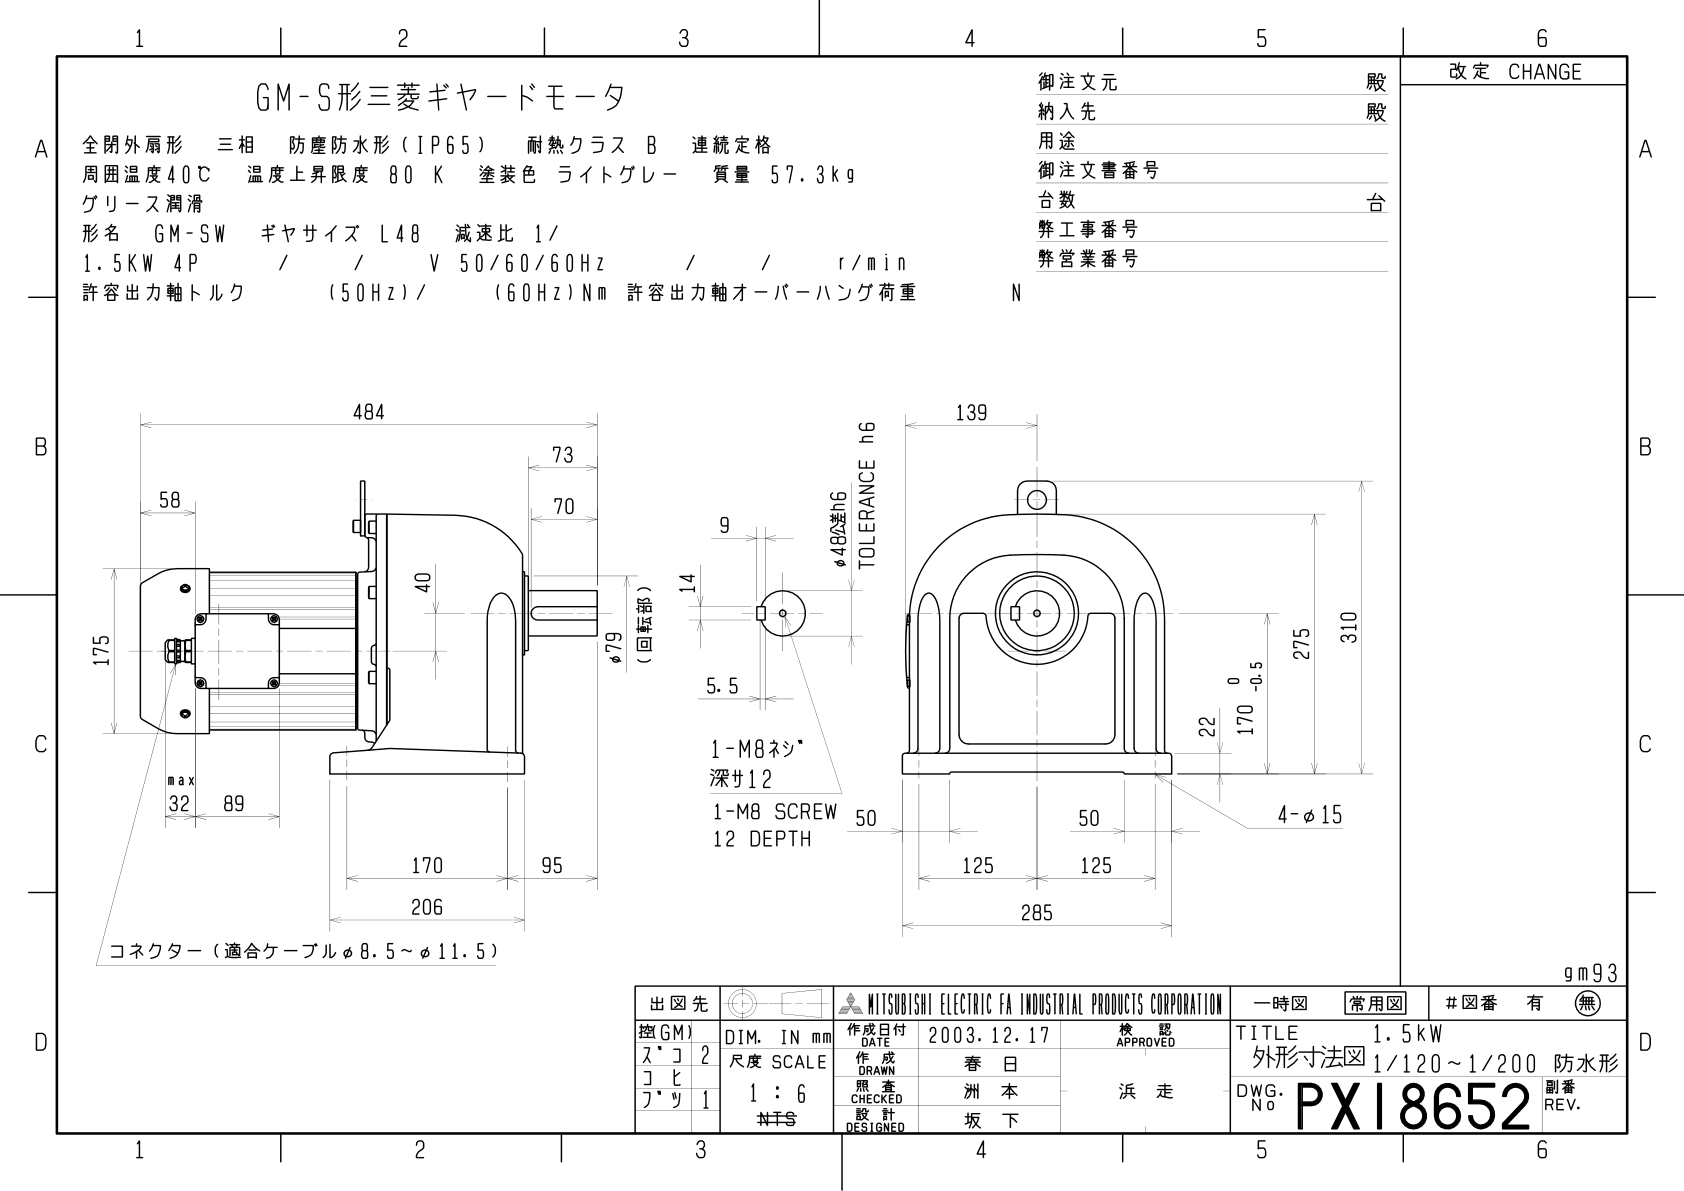 1 2 3 4 5 6
改定 CHANGE
GM-S形三菱ギヤードモータ
全閉外扇形 三相 防塵防水形(IP65) 耐熱クラス B 連続定格
周囲温度40℃ 温度上昇限度 80 K 塗装色 ライトグレー 質量 57.3kg
グリース潤滑
形名 GM-SW ギヤサイズ L48 減速比 1/
1.5KW 4P / / V 50/60/60Hz / / r/min
許容出力軸トルク (50Hz)/ (60Hz)Nm 許容出力軸オーバーハング荷重 N
御注文元 殿
納入先 殿
用途
御注文書番号
台数 台
弊工事番号
弊営業番号
A A
B B
C C
D D
484
73
58
70
40
175
φ79
(回転部)
max
32 89
170 95
206
コネクター(適合ケーブルφ8.5~φ11.5)
9
14
5.5
φ48公差h6
TOLERANCE h6
1-M8ネジ
深サ12
1-M8 SCREW
12 DEPTH
139
310
275
170 0 -0.5
22
4-φ15
50 50
125 125
285
gm93
出図先
控(GM)
ズコ 2
コピ
ブツ 1
DIM. IN mm
尺度 SCALE
1 : 6
NTS
MITSUBISHI ELECTRIC FA INDUSTRIAL PRODUCTS CORPORATION
作成日付 DATE 2003.12.17
作成 DRAWN 春日
照査 CHECKED 洲本
設計 DESIGNED 坂下
検認 APPROVED
浜走
一時図 常用図 #図番 有 無
TITLE 1.5kW
外形寸法図 1/120~1/200 防水形
DWG. No PX18652
副番 REV.
1 2 3 4 5 6